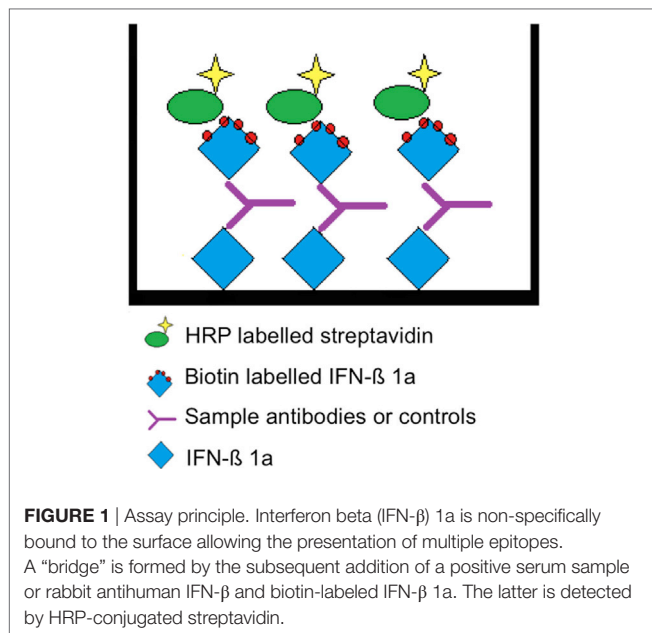 HRP labelled streptavidin
Biotin labelled IFN-ß 1a
Sample antibodies or controls
IFN-ß 1a
FIGURE 1 | Assay principle. Interferon beta (IFN-β) 1a is non-specifically
bound to the surface allowing the presentation of multiple epitopes.
A “bridge” is formed by the subsequent addition of a positive serum sample
or rabbit antihuman IFN-β and biotin-labeled IFN-β 1a. The latter is detected
by HRP-conjugated streptavidin.